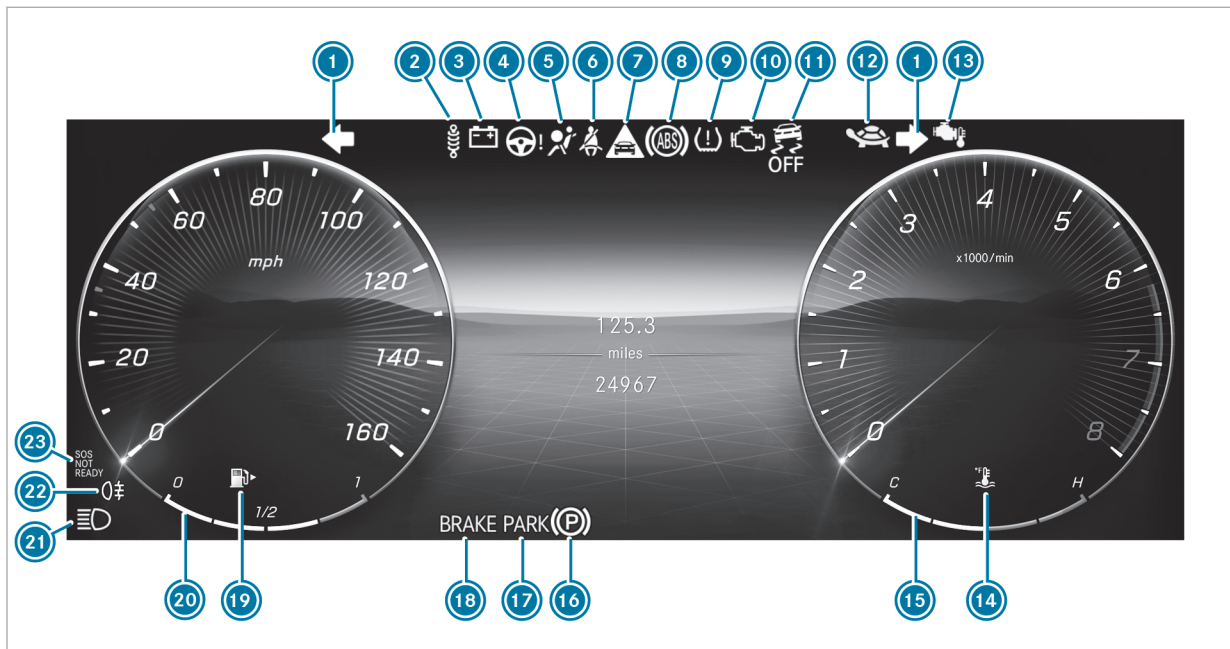 1 2 3 4 5 6 7 8 9 10 11 12 1 13
ABS
OFF
!
!
80
60 100
mph
40 120
20 140
0 160
4
3 5
x1000/min
2 6
1 7
0 8
125.3
miles
24967
SOS
NOT
READY
23
22
21
0 1/2 1
20 19
BRAKE PARK P
18 17 16
°F
C H
15 14